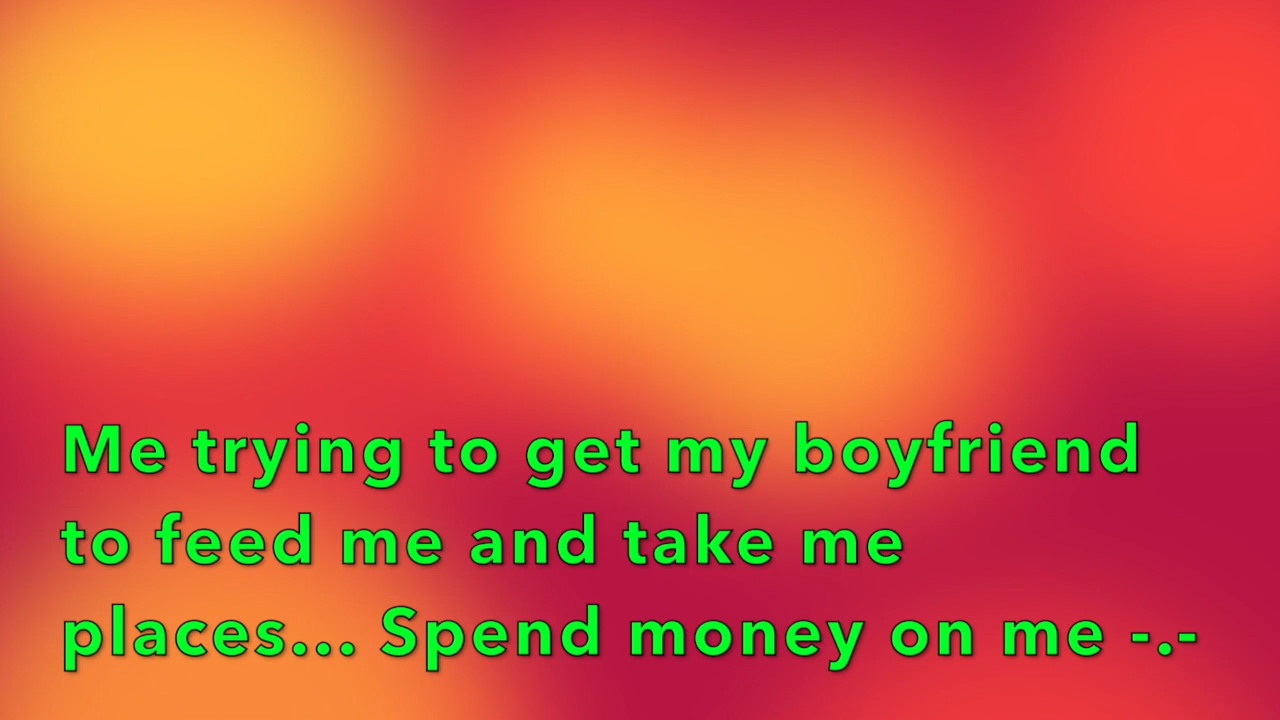 Me trying to get my boyfriend
to feed me and take me
places... Spend money on me -.-